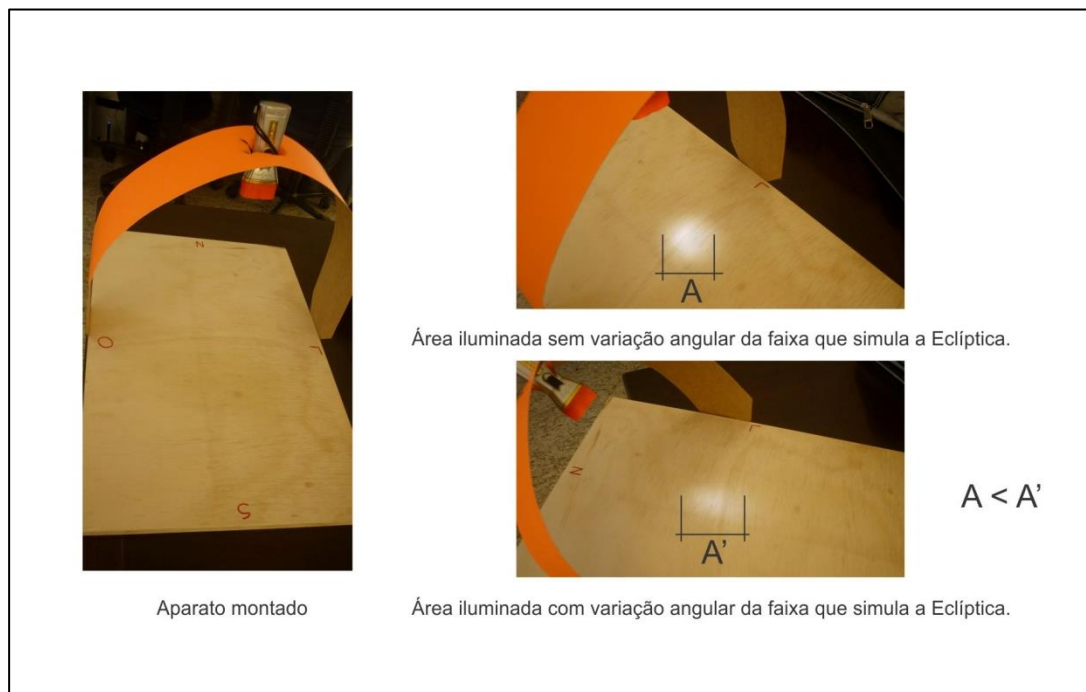 N
O
L
S
Aparato montado
L
A
Área iluminada sem variação angular da faixa que simula a Eclíptica.
L
N
A'
Área iluminada com variação angular da faixa que simula a Eclíptica.
A < A'